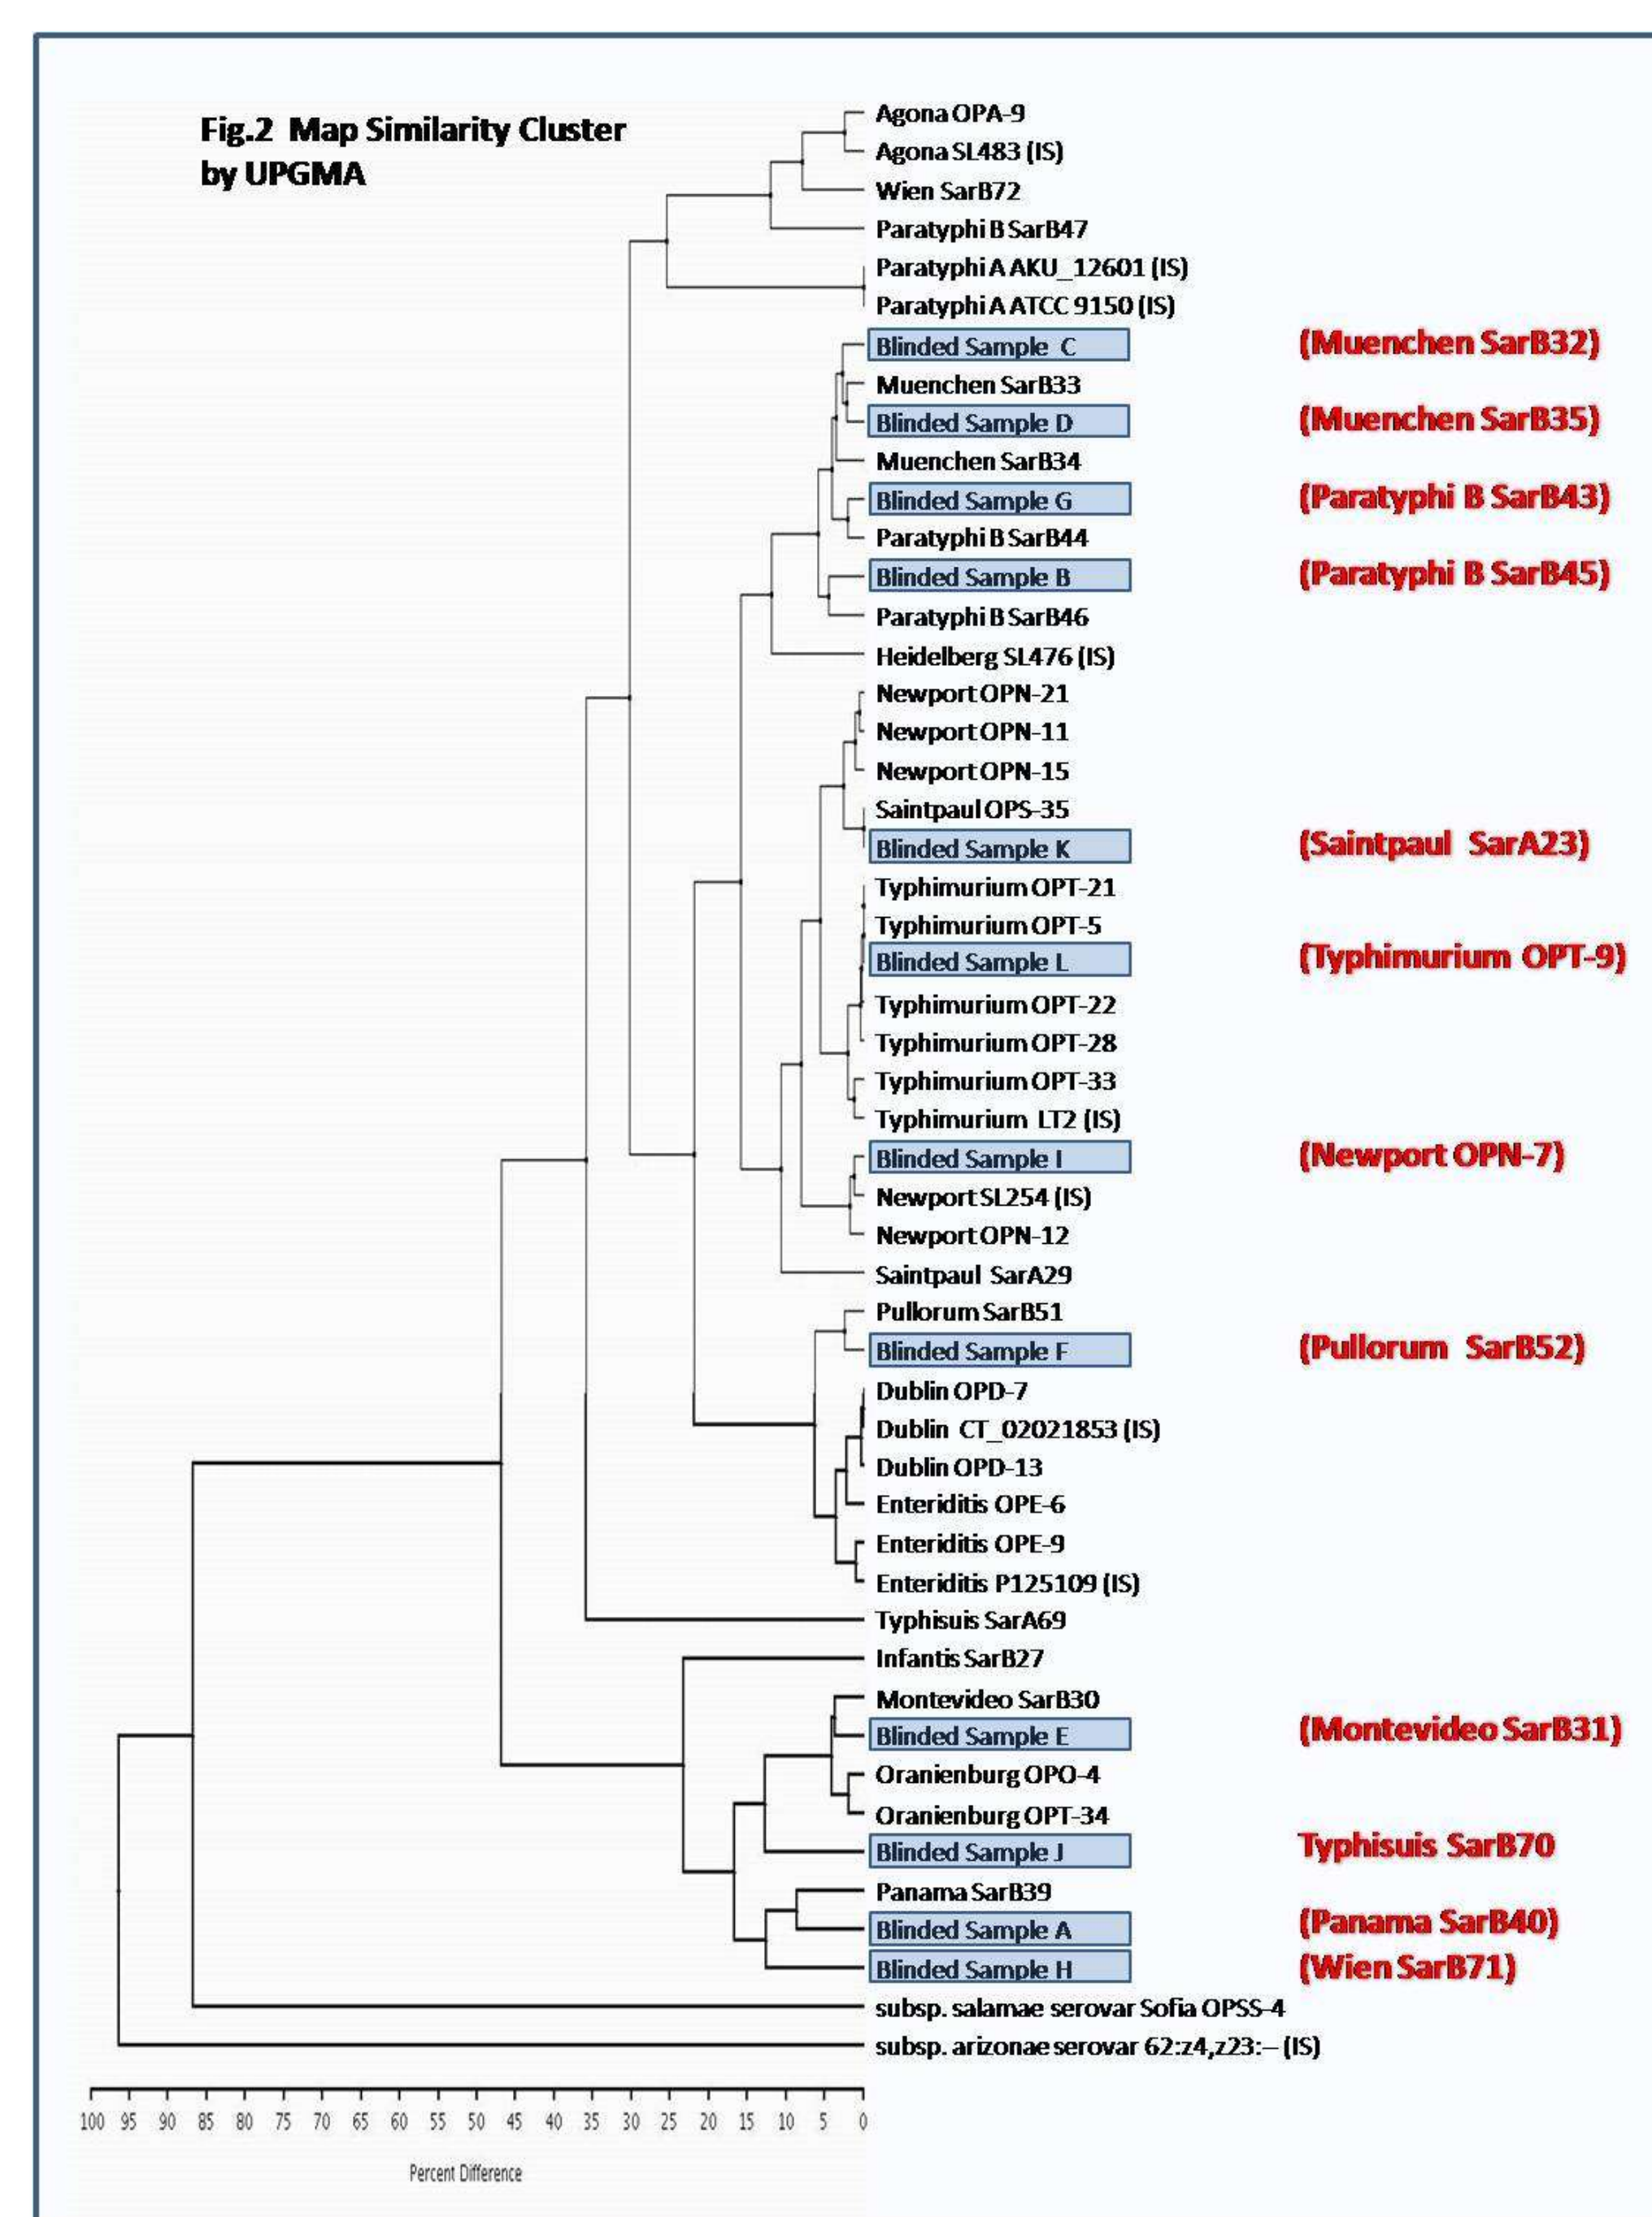 Fig.2 Map Similarity Cluster
by UPGMA
Agona OPA-9
Agona SL483 (IS)
Wien SarB72
Paratyphi B SarB47
Paratyphi A AKU_12601 (IS)
Paratyphi A ATCC 9150 (IS)
Blinded Sample C (Muenchen SarB32)
Muenchen SarB33
Blinded Sample D (Muenchen SarB35)
Muenchen SarB34
Blinded Sample G (Paratyphi B SarB43)
Paratyphi B SarB44
Blinded Sample B (Paratyphi B SarB45)
Paratyphi B SarB46
Heidelberg SL476 (IS)
Newport OPN-21
Newport OPN-11
Newport OPN-15
Saintpaul OPS-35
Blinded Sample K (Saintpaul SarA23)
Typhimurium OPT-21
Typhimurium OPT-5
Blinded Sample L (Typhimurium OPT-9)
Typhimurium OPT-22
Typhimurium OPT-28
Typhimurium OPT-33
Typhimurium LT2 (IS)
Blinded Sample I (Newport OPN-7)
Newport SL254 (IS)
Newport OPN-12
Saintpaul SarA29
Pullorum SarB51
Blinded Sample F (Pullorum SarB52)
Dublin OPD-7
Dublin CT_02021853 (IS)
Dublin OPD-13
Enteriditis OPE-6
Enteriditis OPE-9
Enteriditis P125109 (IS)
Typhisuis SarA69
Infantis SarB27
Montevideo SarB30
Blinded Sample E (Montevideo SarB31)
Oranienburg OPO-4
Oranienburg OPT-34
Blinded Sample J Typhisuis SarB70
Panama SarB39
Blinded Sample A (Panama SarB40)
Blinded Sample H (Wien SarB71)
subsp. salamae serovar Sofia OPSS-4
subsp. arizonae serovar 62:z4,z23:-- (IS)
100 95 90 85 80 75 70 65 60 55 50 45 40 35 30 25 20 15 10 5 0
Percent Difference